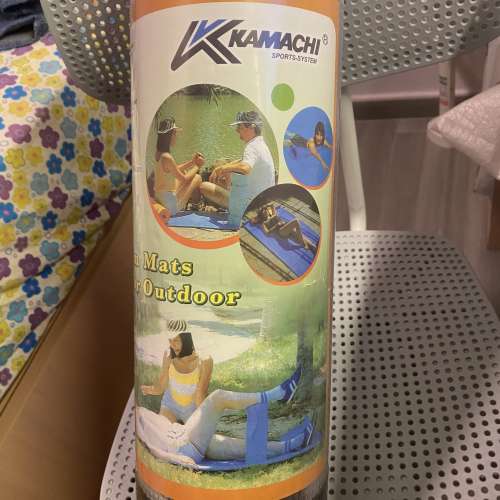 KAMACHI®
SPORTS-SYSTEM
Mats
Outdoor